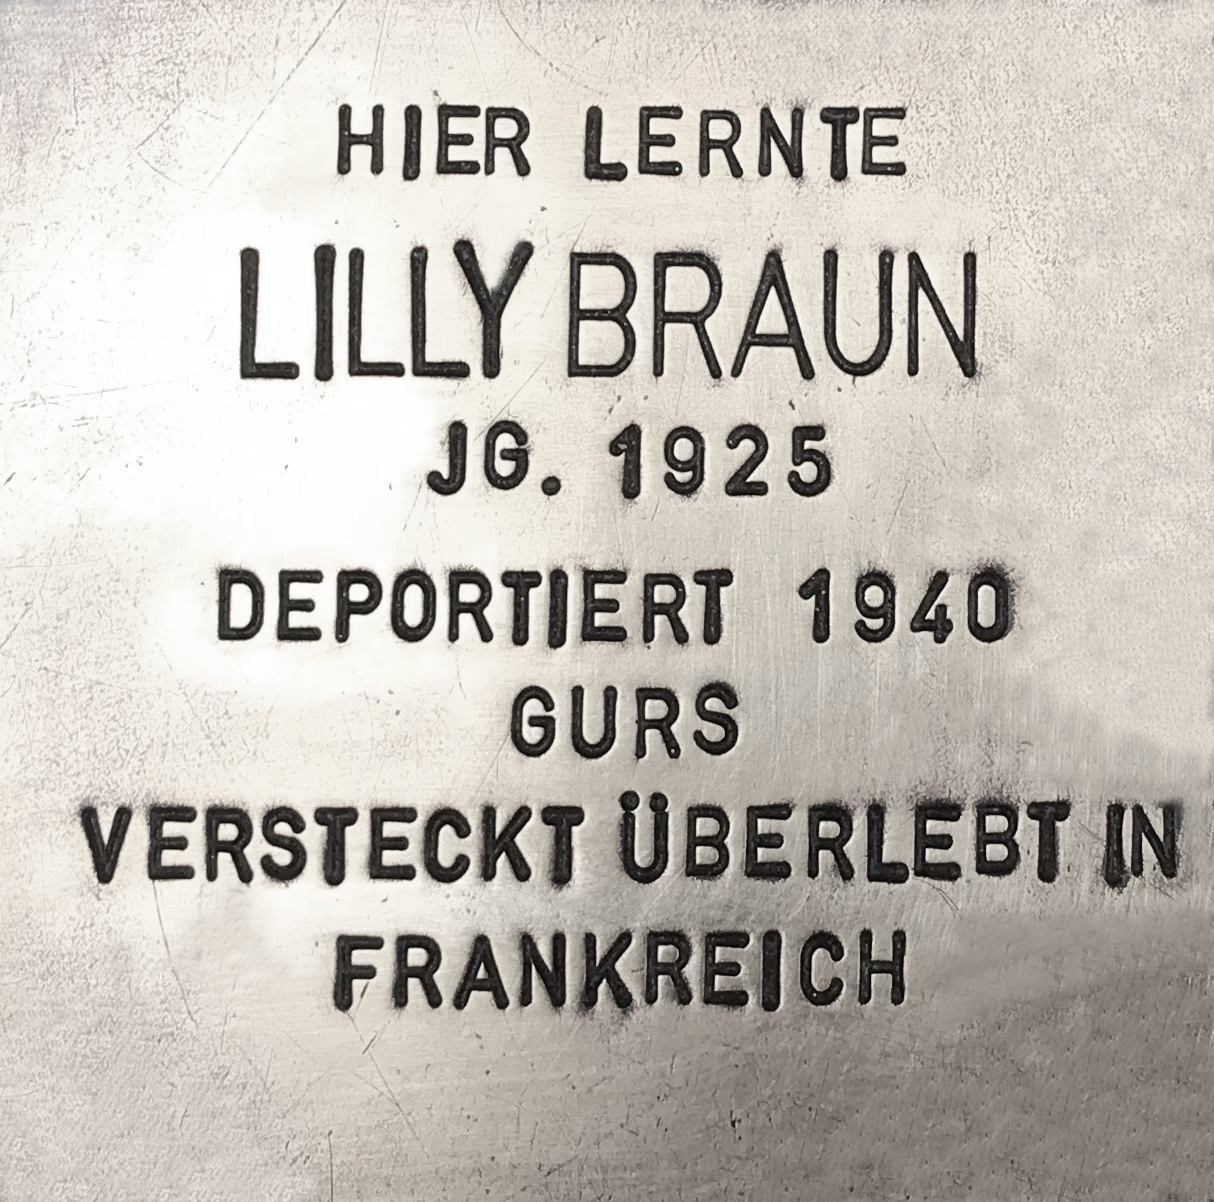 HIER LERNTE
LILLY BRAUN
JG. 1925
DEPORTIERT 1940
GURS
VERSTECKT ÜBERLEBT IN
FRANKREICH